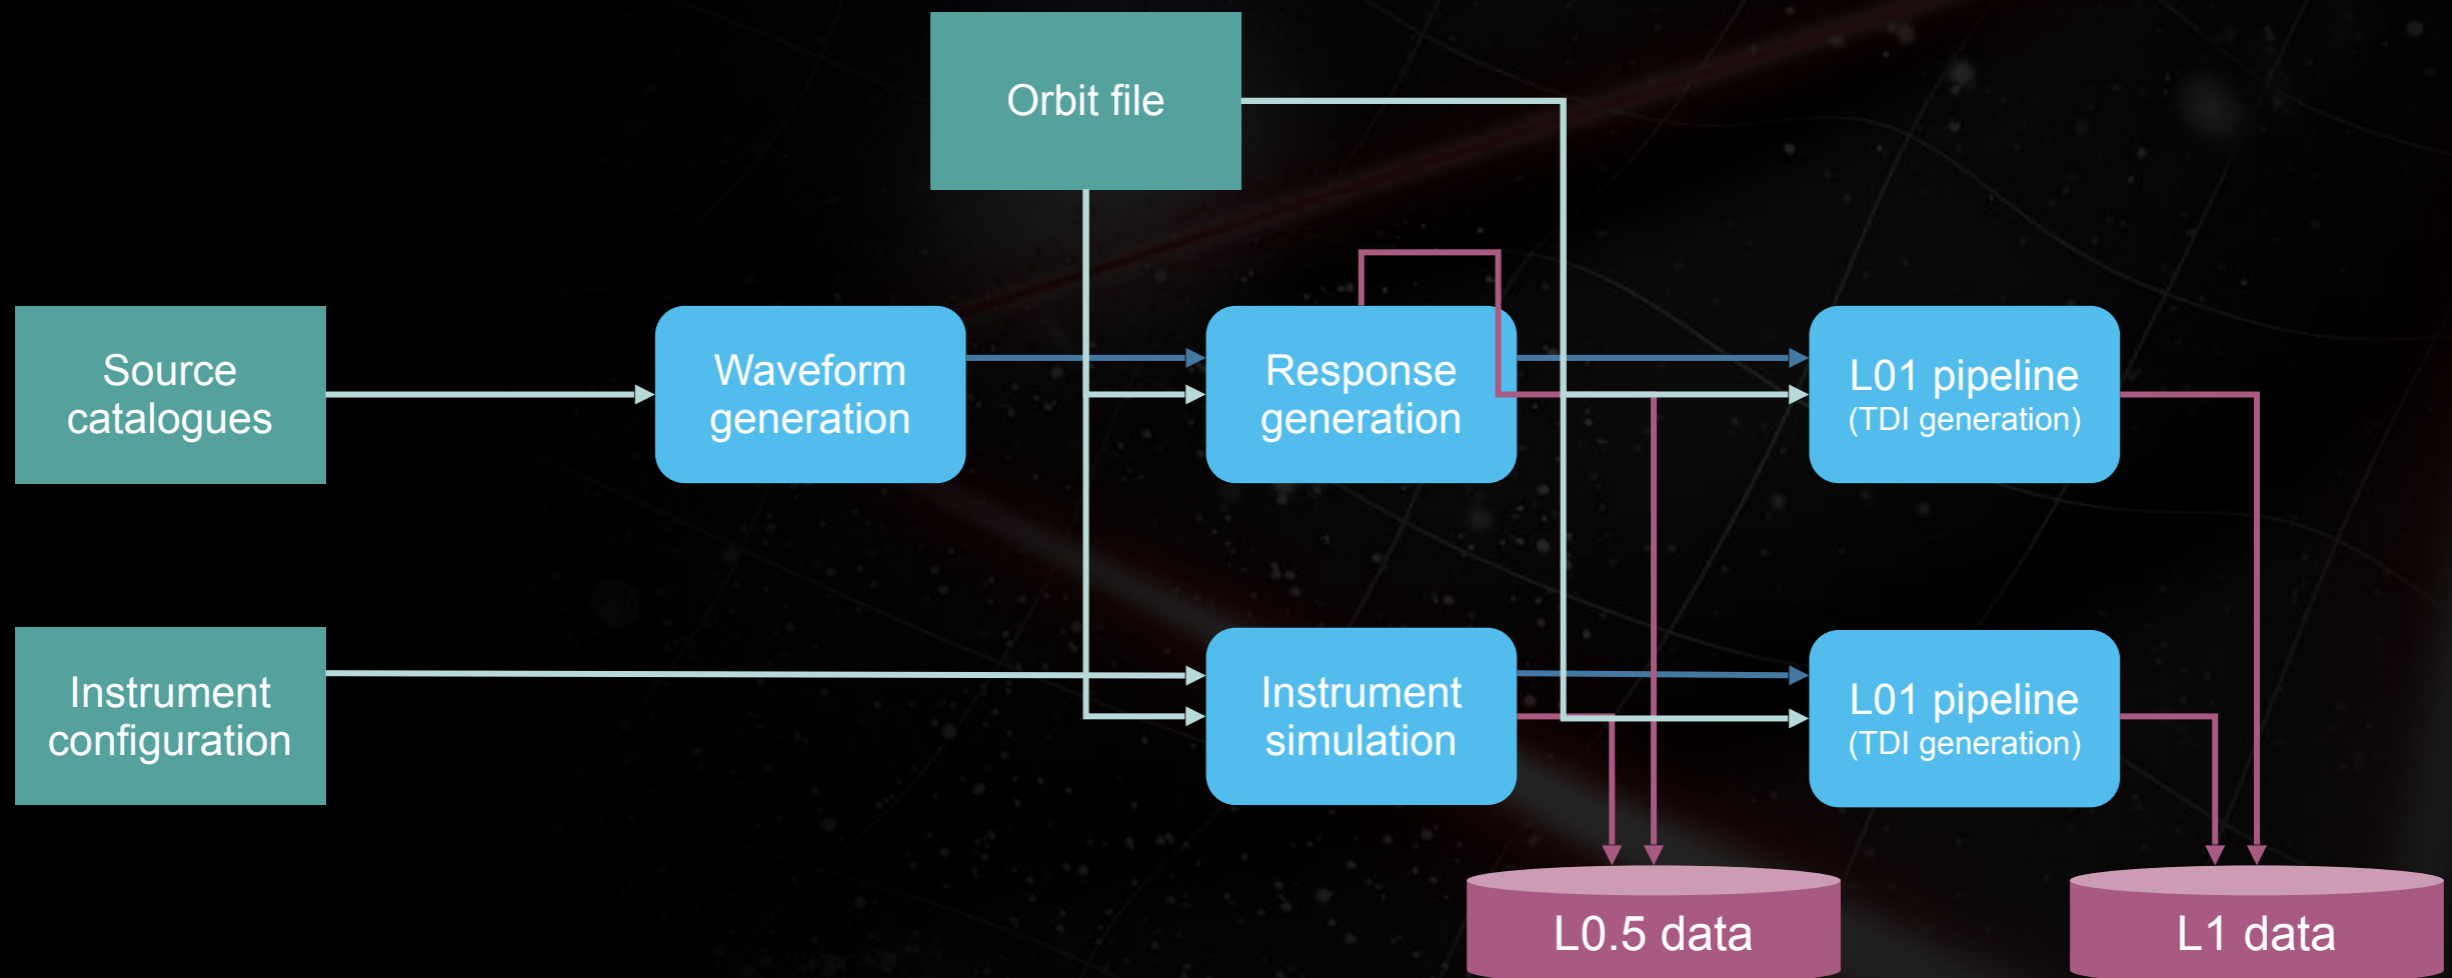 Orbit file
Source
catalogues
Waveform
generation
Response
generation
L01 pipeline
(TDI generation)
Instrument
configuration
Instrument
simulation
L01 pipeline
(TDI generation)
L0.5 data
L1 data